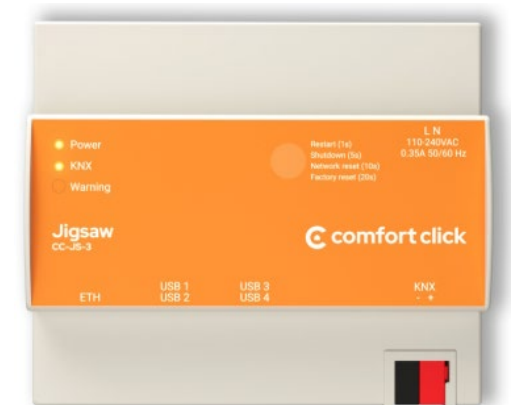 Power
KNX
Warning
Restart (1s)
Shutdown (5s)
Network reset (10s)
Factory reset (20s)
L N
110-240VAC
0.35A 50/60 Hz
Jigsaw
CC-JS-3
comfort click
ETH
USB 1
USB 2
USB 3
USB 4
KNX
- +